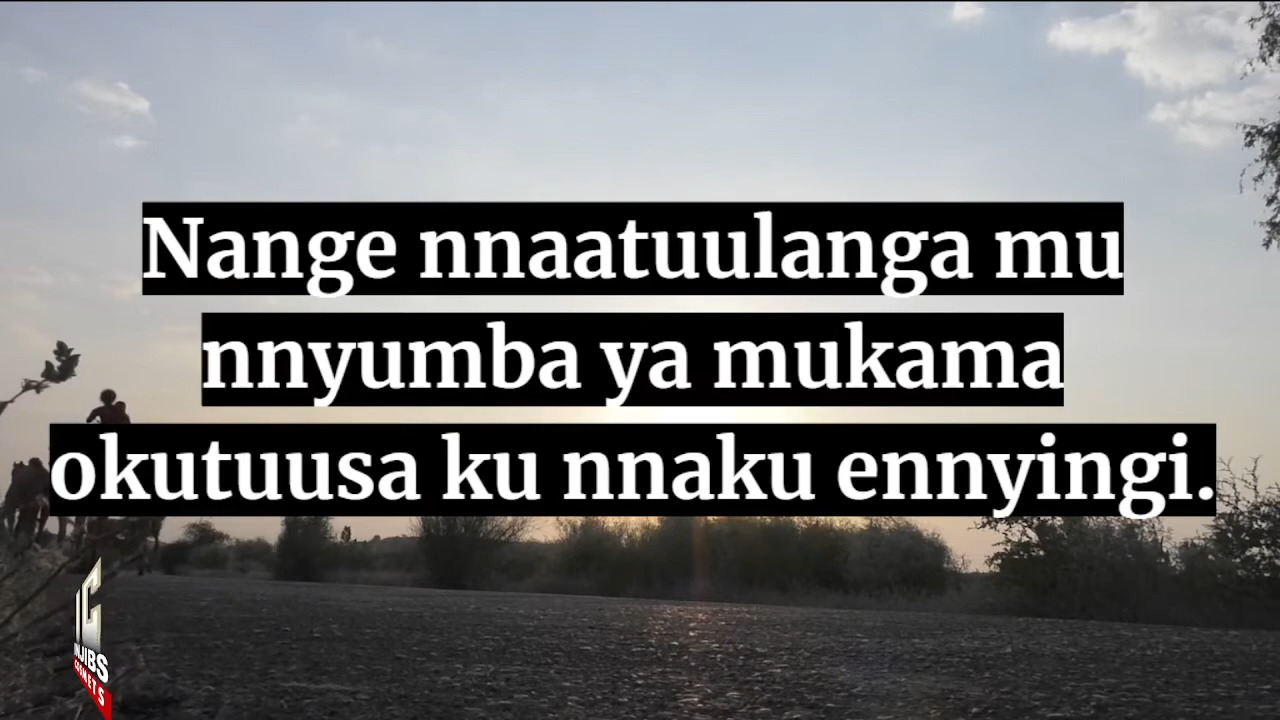 Nange nnaatuulanga mu
nnyumba ya mukama
okutuusa ku nnaku ennyingi.